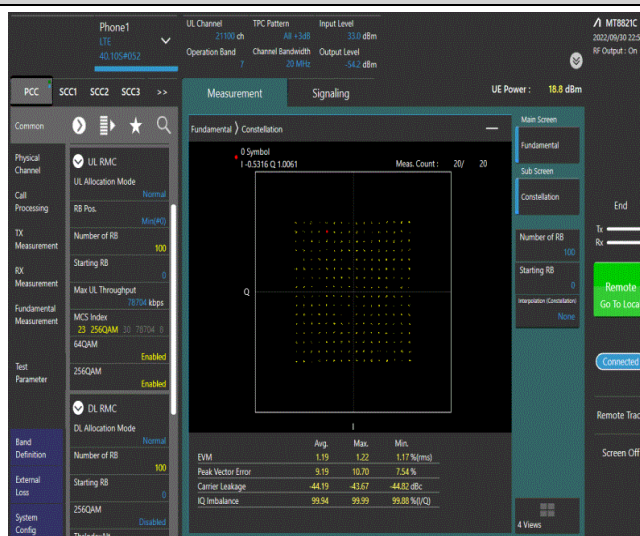 Phone1
LTE
40.10S#052
UL Channel TPC Pattern Input Level
21100 ch All +3dB 33.0 dBm
Operation Band Channel Bandwidth Output Level
7 20 MHz -54.2 dBm
MT8821C
2022/09/30 22:5
RF Output : On
PCC SCC1 SCC2 SCC3 >>
Measurement Signaling
UE Power : 18.8 dBm
Common
Physical Channel
Call Processing
TX Measurement
RX Measurement
Fundamental Measurement
Test Parameter
Band Definition
External Loss
System Config
UL RMC
UL Allocation Mode
Normal
RB Pos.
Min(#0)
Number of RB
100
Starting RB
0
Max UL Throughput
78704 kbps
MCS Index
23 256QAM 30 78704 8
64QAM
Enabled
256QAM
Enabled
DL RMC
DL Allocation Mode
Normal
Number of RB
100
Starting RB
0
256QAM
Disabled
Fundamental 〉 Constellation
0 Symbol
I -0.5316 Q 1.0061 Meas. Count : 20/ 20
Q
I
Avg. Max. Min.
EVM 1.19 1.22 1.17 %(rms)
Peak Vector Error 9.19 10.70 7.54 %
Carrier Leakage -44.19 -43.67 -44.82 dBc
IQ Imbalance 99.94 99.99 99.88 %(I/Q)
Main Screen
Fundamental
Sub Screen
Constellation
Number of RB
100
Starting RB
0
Interpolation (Constellation)
None
4 Views
End
Tx
Rx
Remote
Go To Loca
Connected
Remote Trac
Screen Off